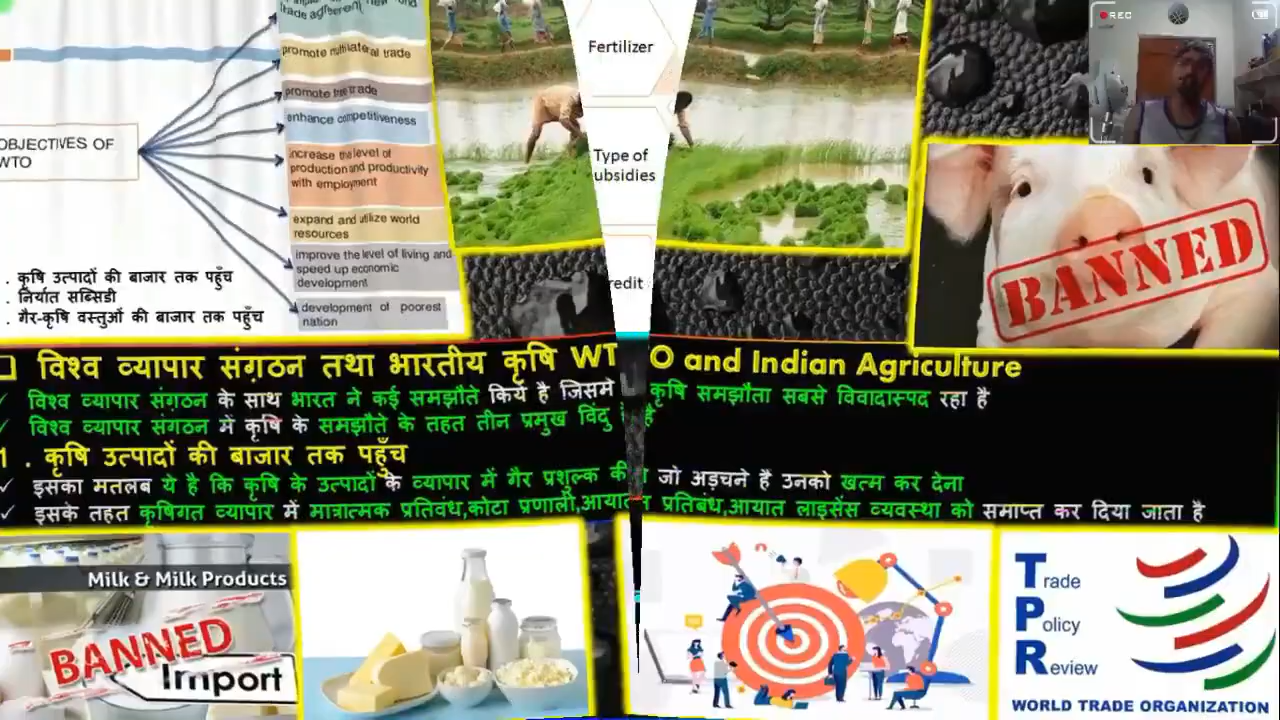 trade agreement
promote multilateral trade
promote free trade
enhance competitiveness
increase the level of
production and productivity
with employment
expand and utilize world
resources
improve the level of living and
speed up economic
development
development of poorest
nation
OBJECTIVES OF
WTO
. कृषि उत्पादों की बाजार तक पहुँच
. निर्यात सब्सिडी
. गैर-कृषि वस्तुओं की बाजार तक पहुँच
Fertilizer
Type of
ubsidies
redit
REC
BANNED
विश्व व्यापार संगठन तथा भारतीय कृषि WTO and Indian Agriculture
✓ विश्व व्यापार संगठन के साथ भारत ने कई समझौते किये है जिसमे कृषि समझौता सबसे विवादास्पद रहा है
✓ विश्व व्यापार संगठन में कृषि के समझौते के तहत तीन प्रमुख विंदु है
1 . कृषि उत्पादों की बाजार तक पहुँच
✓ इसका मतलब ये है कि कृषि के उत्पादों के व्यापार में गैर प्रशुल्क की जो अड़चने है उनको खत्म कर देना
✓ इसके तहत कृषिगत व्यापार में मात्रात्मक प्रतिवंध,कोटा प्रणाली,आयात प्रतिबंध,आयात लाइसेंस व्यवस्था को समाप्त कर दिया जाता है
Milk & Milk Products
BANNED
Import
Trade
Policy
Review
WORLD TRADE ORGANIZATION